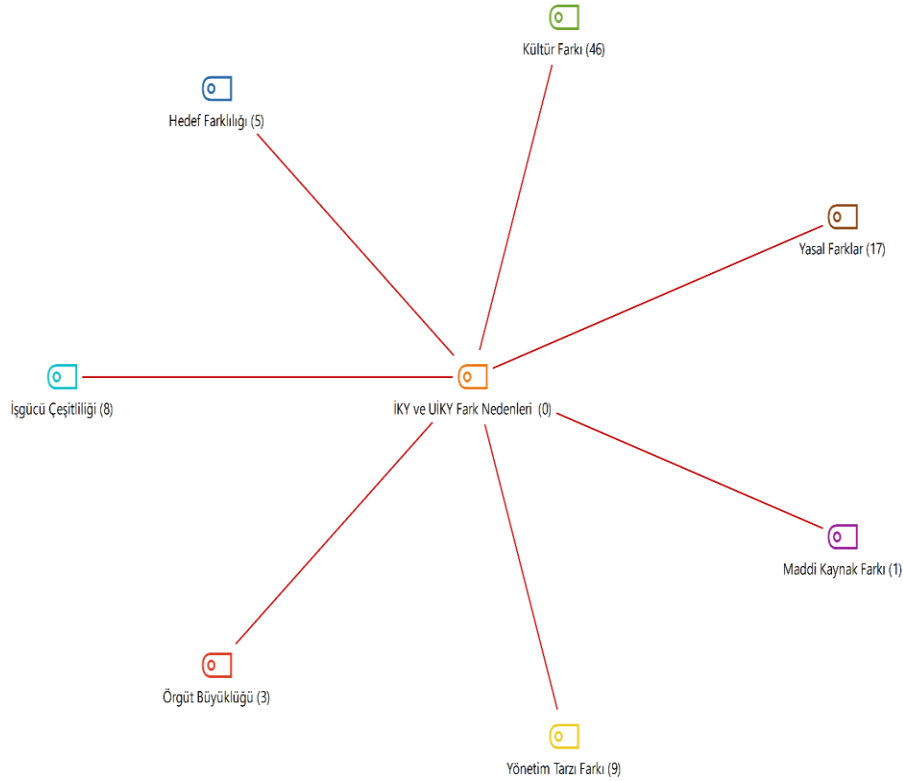 Kültür Farkı (46)
Hedef Farklılığı (5)
Yasal Farklar (17)
İşgücü Çeşitliliği (8)
İKY ve UİKY Fark Nedenleri (0)
Maddi Kaynak Farkı (1)
Örgüt Büyüklüğü (3)
Yönetim Tarzı Farkı (9)